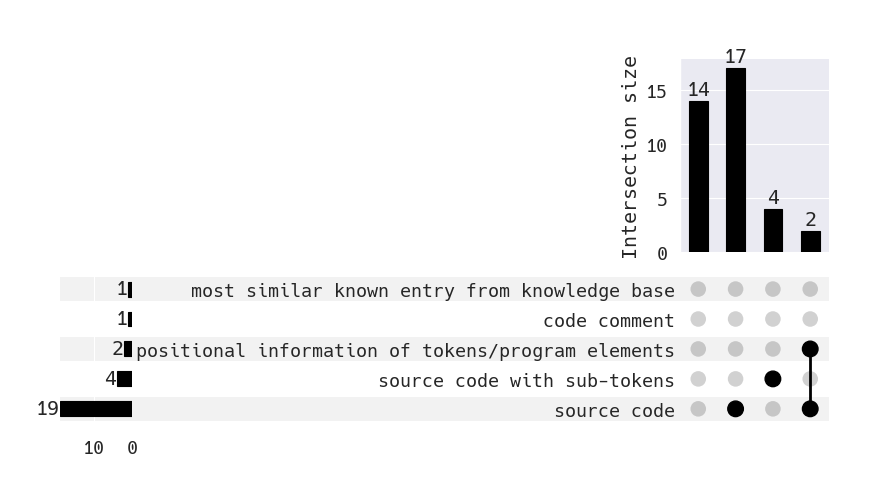 17
14
4
2
Intersection size
15
10
5
0
1 most similar known entry from knowledge base
1 code comment
2 positional information of tokens/program elements
4 source code with sub-tokens
19 source code
10 0